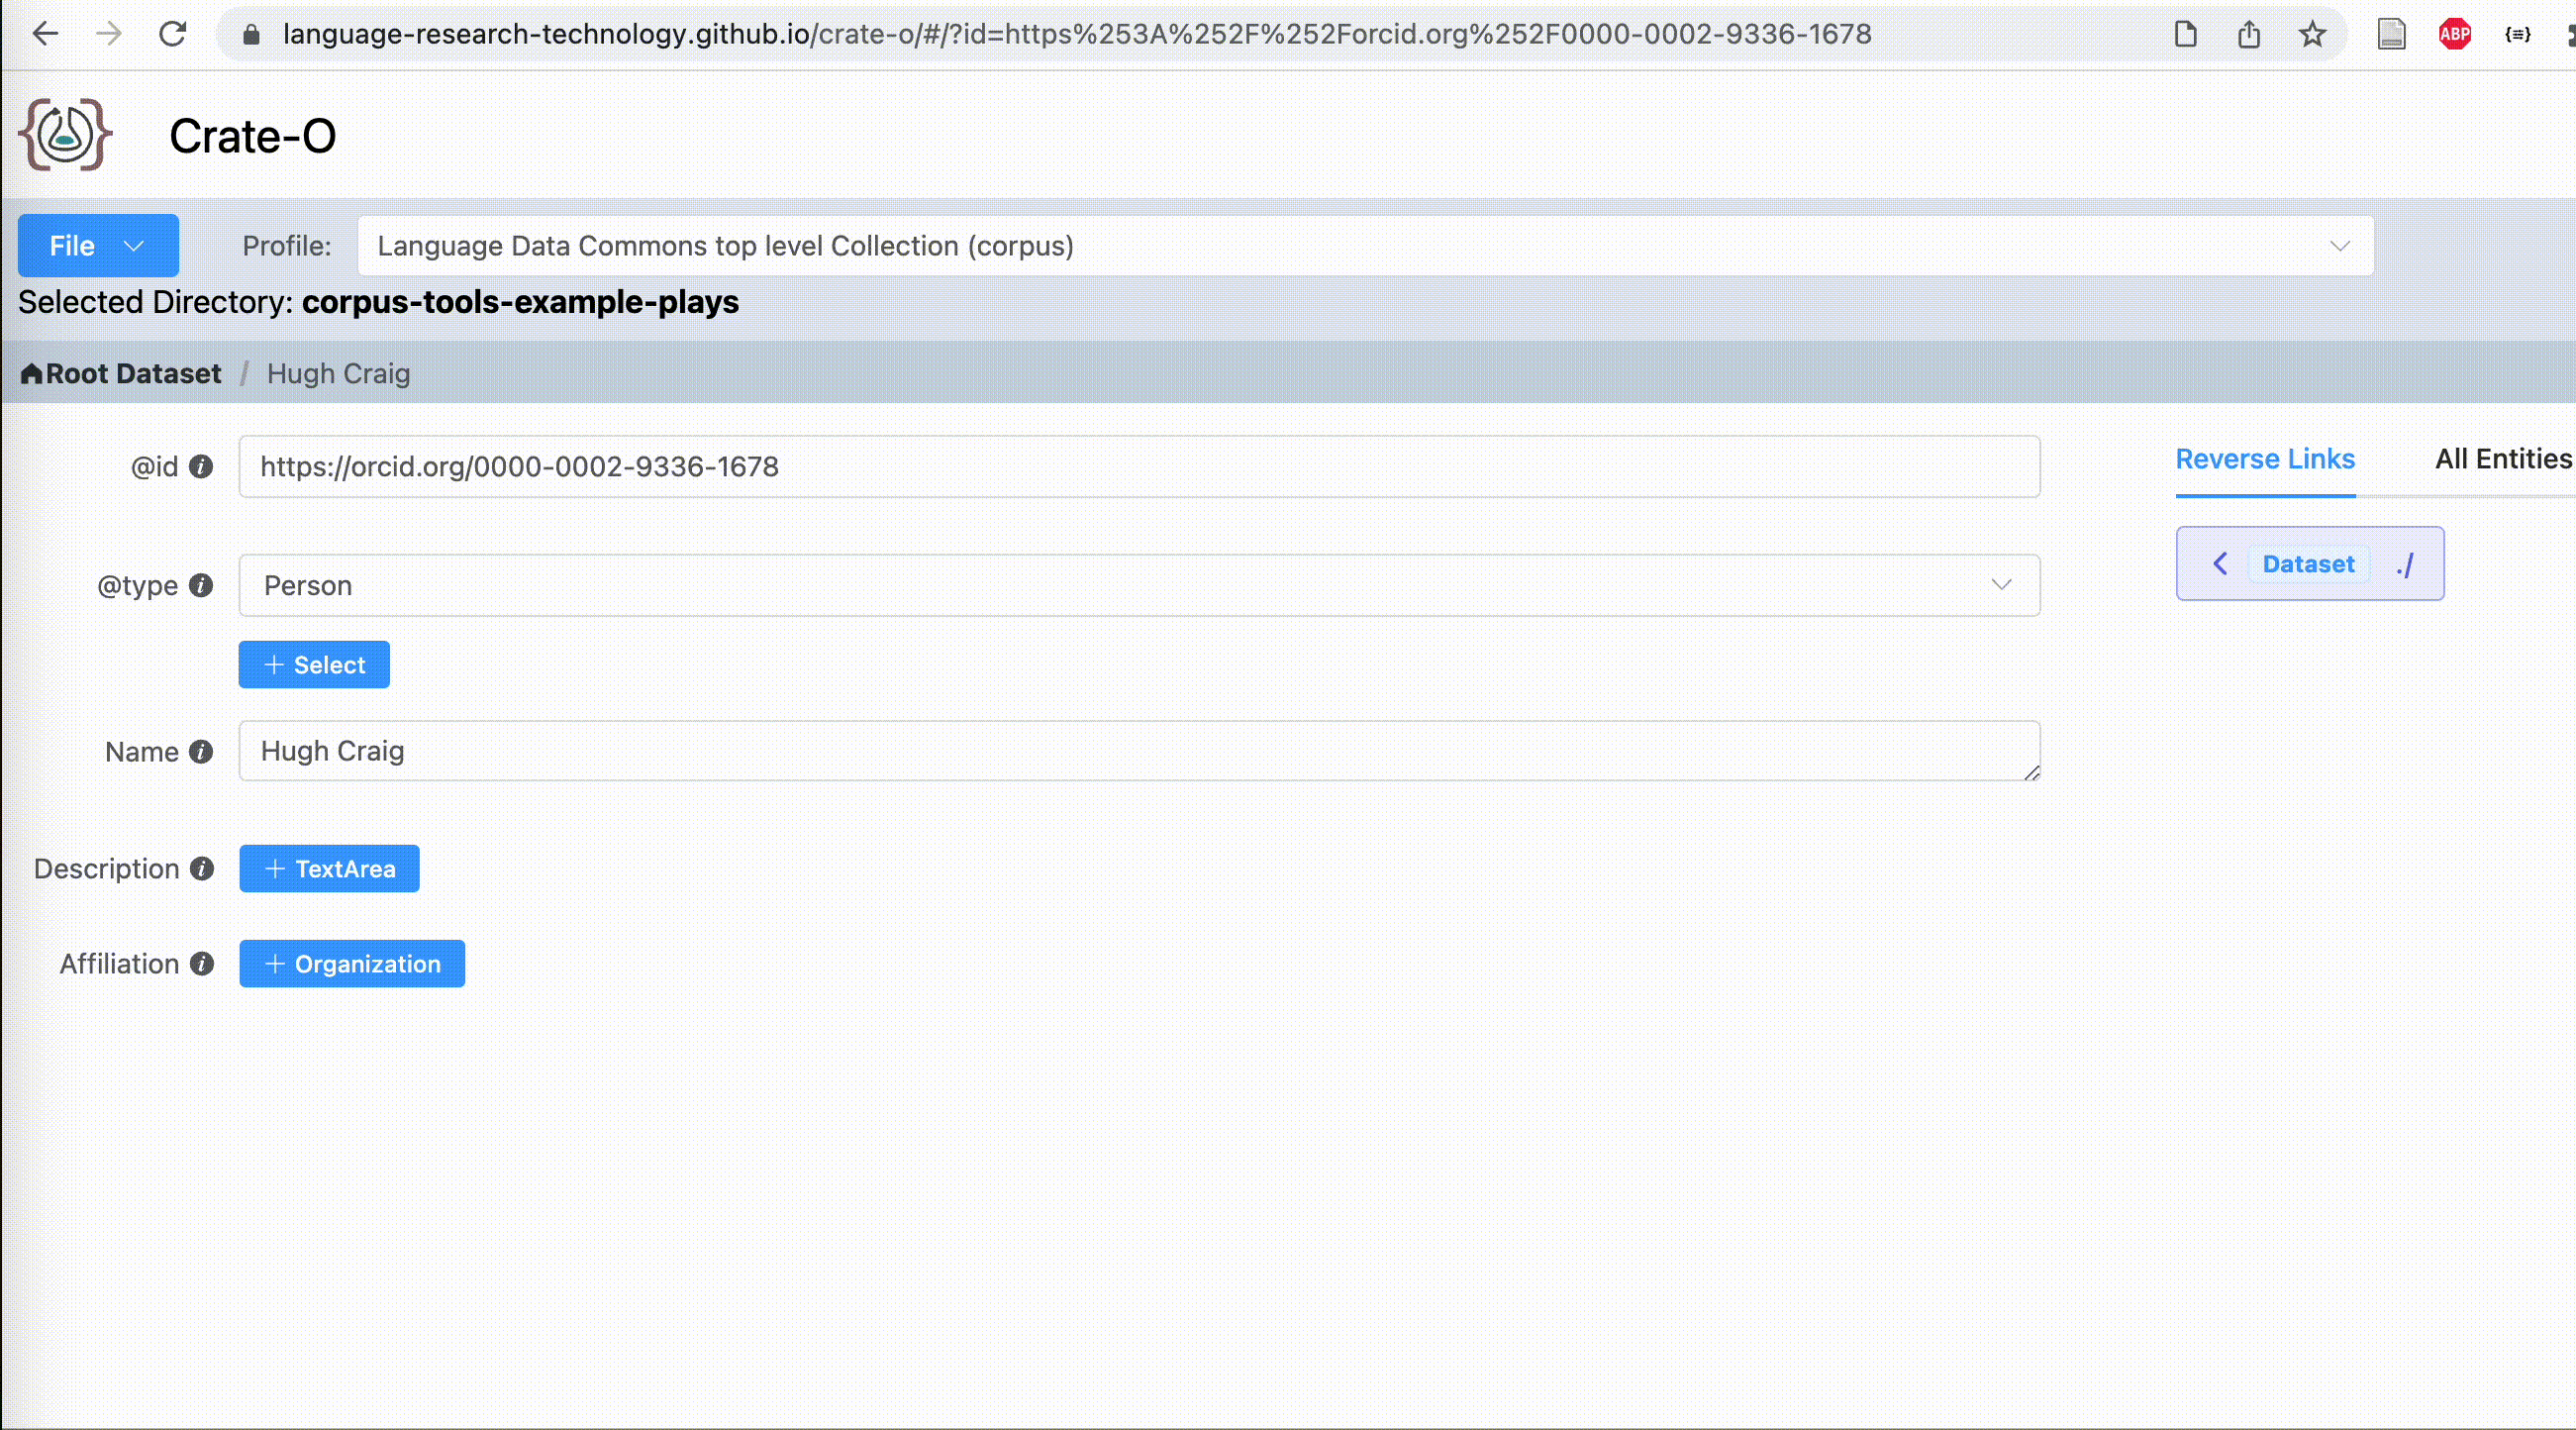 language-research-technology.github.io/crate-o/#/?id=https%253A%252F%252Forcid.org%252F0000-0002-9336-1678
ABP
Crate-O
File Profile: Language Data Commons top level Collection (corpus)
Selected Directory: corpus-tools-example-plays
Root Dataset / Hugh Craig
@id https://orcid.org/0000-0002-9336-1678
Reverse Links All Entities
@type Person
Dataset ./
+ Select
Name Hugh Craig
Description + TextArea
Affiliation + Organization